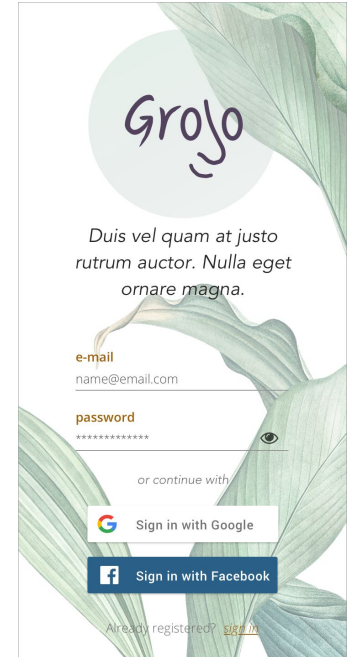 Grojo
Duis vel quam at justo
rutrum auctor. Nulla eget
ornare magna.
e-mail
name@email.com
password
*************
or continue with
G Sign in with Google
f Sign in with Facebook
Already registered? sign in